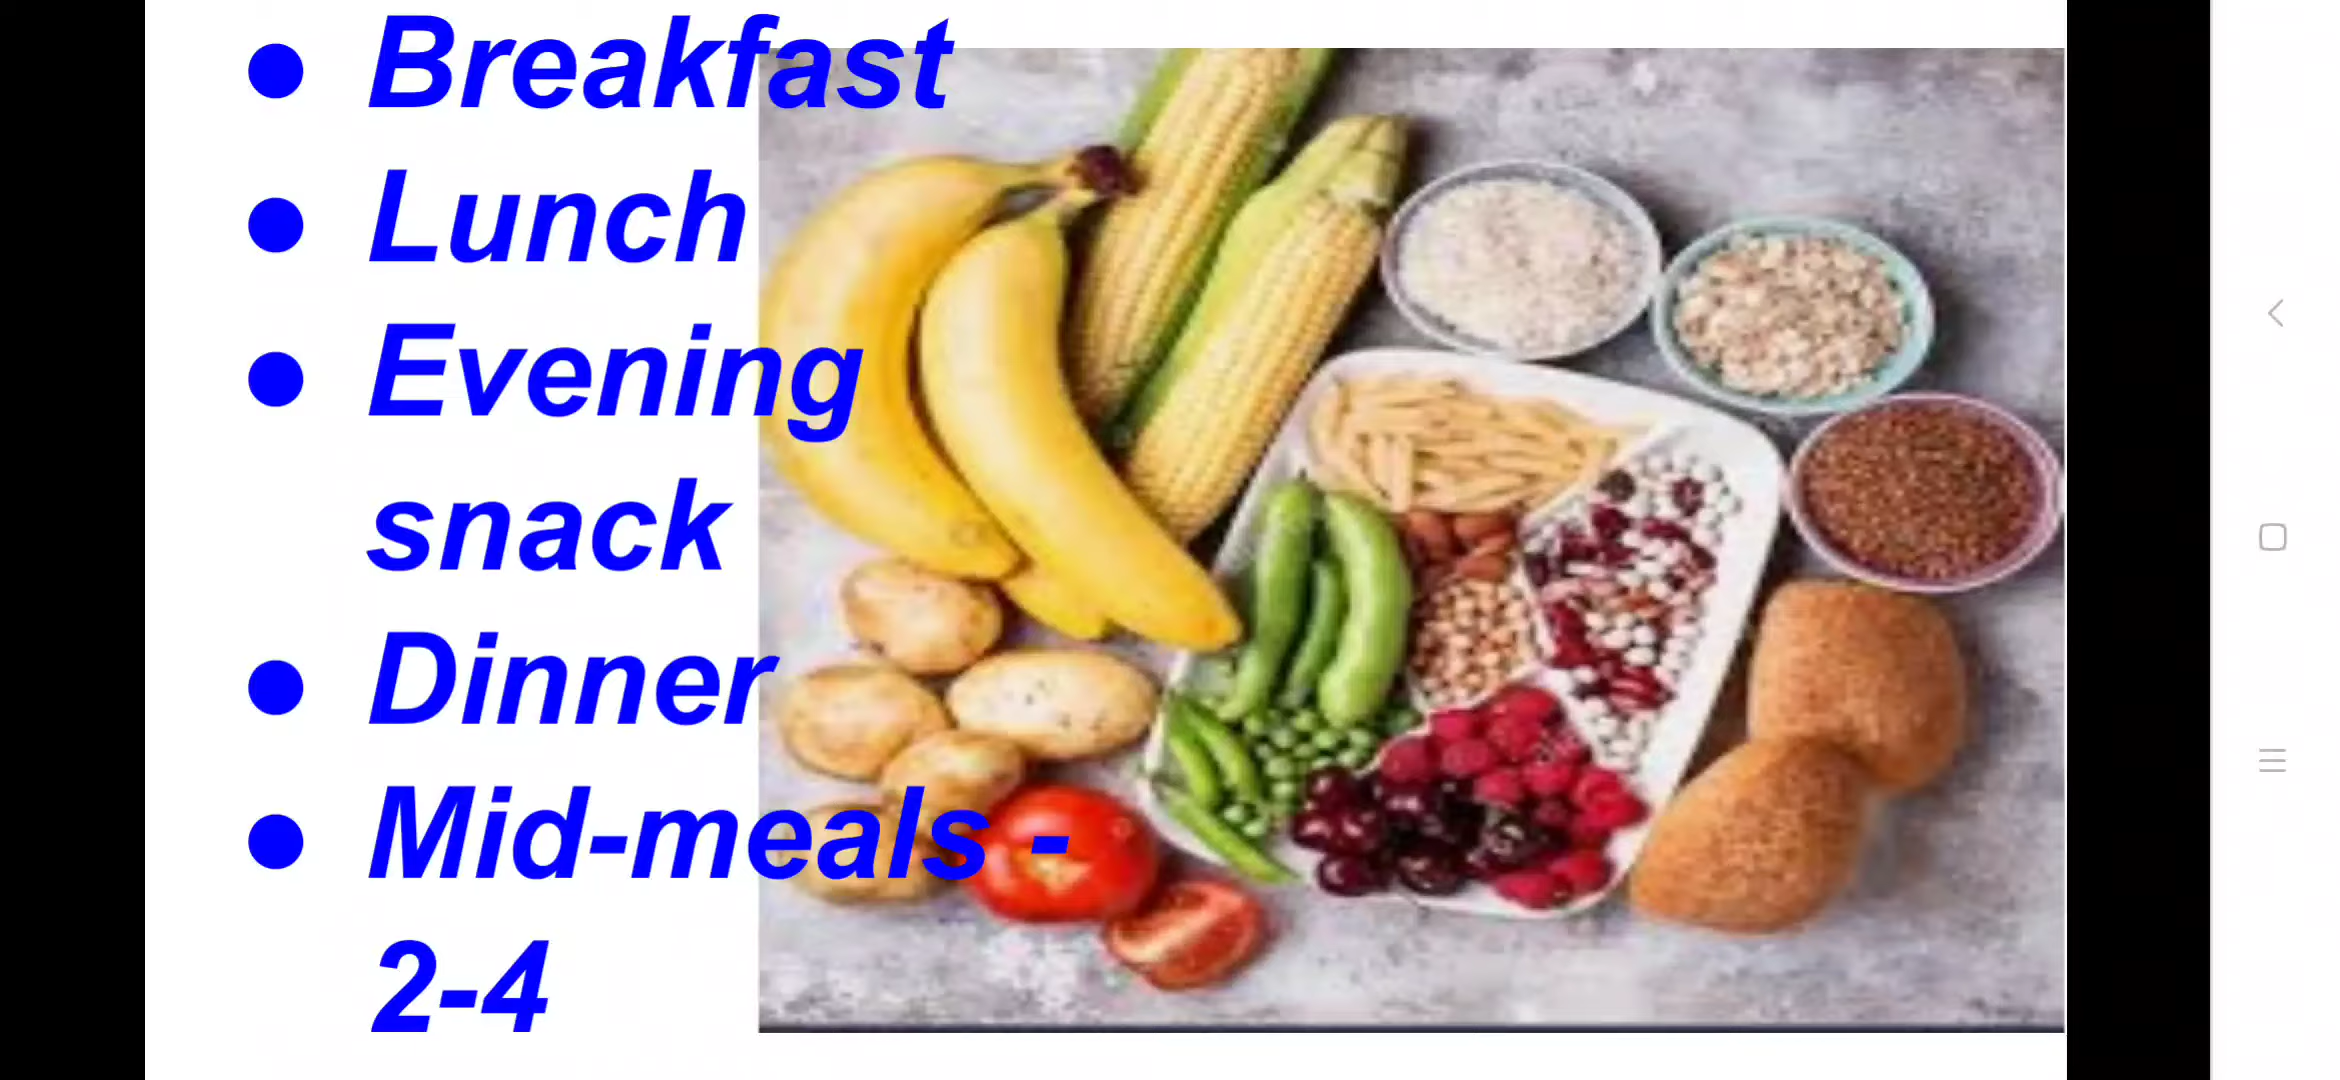 ● Breakfast
● Lunch
● Evening
snack
● Dinner
● Mid-meals -
2-4